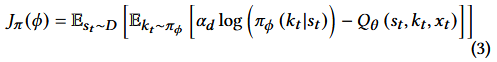 J_π(ϕ) = 𝔼_{s_t∼D} [ 𝔼_{k_t∼π_ϕ} [ α_d log ( π_ϕ (k_t|s_t) ) − Q_θ (s_t, k_t, x_t) ] ]
(3)